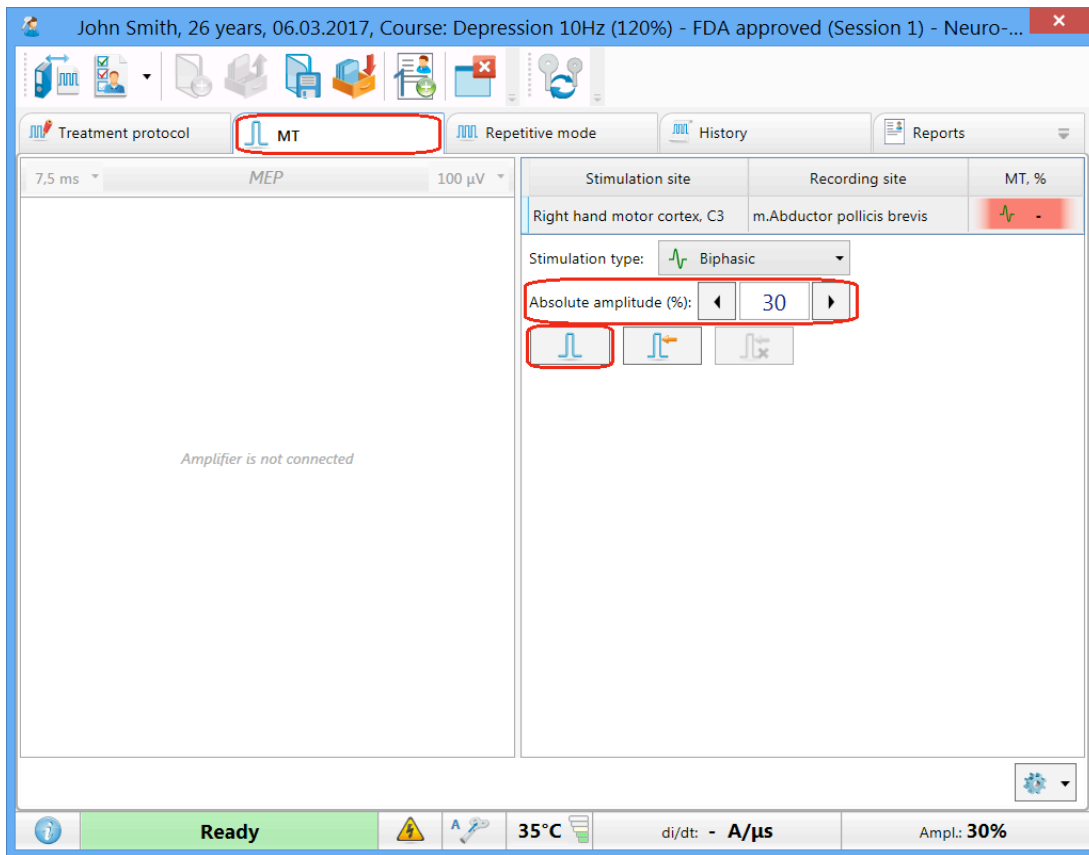 John Smith, 26 years, 06.03.2017, Course: Depression 10Hz (120%) - FDA approved (Session 1) - Neuro-...
Treatment protocol MT Repetitive mode History Reports
7,5 ms MEP 100 µV Stimulation site Recording site MT, %
Right hand motor cortex, C3 m.Abductor pollicis brevis -
Stimulation type: Biphasic
Absolute amplitude (%): 30
Amplifier is not connected
Ready A 35°C di/dt: - A/µs Ampl.: 30%